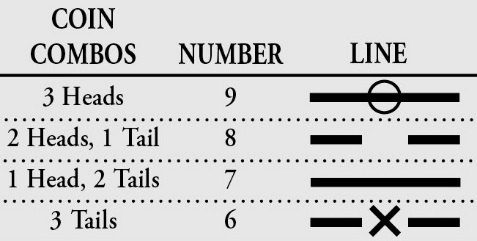 COIN
COMBOS NUMBER LINE
3 Heads 9
2 Heads, 1 Tail 8
1 Head, 2 Tails 7
3 Tails 6